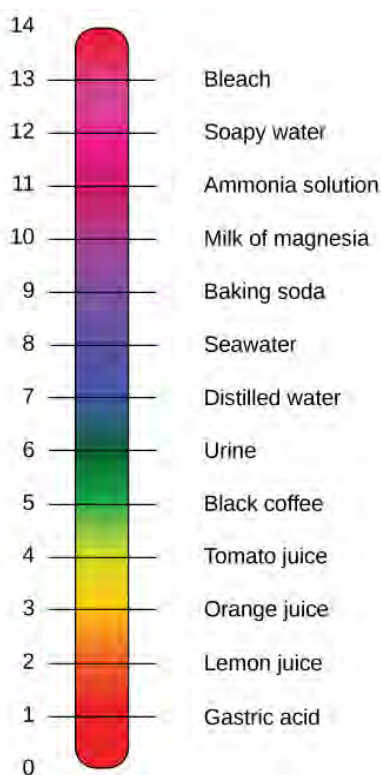 14
13 Bleach
12 Soapy water
11 Ammonia solution
10 Milk of magnesia
9 Baking soda
8 Seawater
7 Distilled water
6 Urine
5 Black coffee
4 Tomato juice
3 Orange juice
2 Lemon juice
1 Gastric acid
0